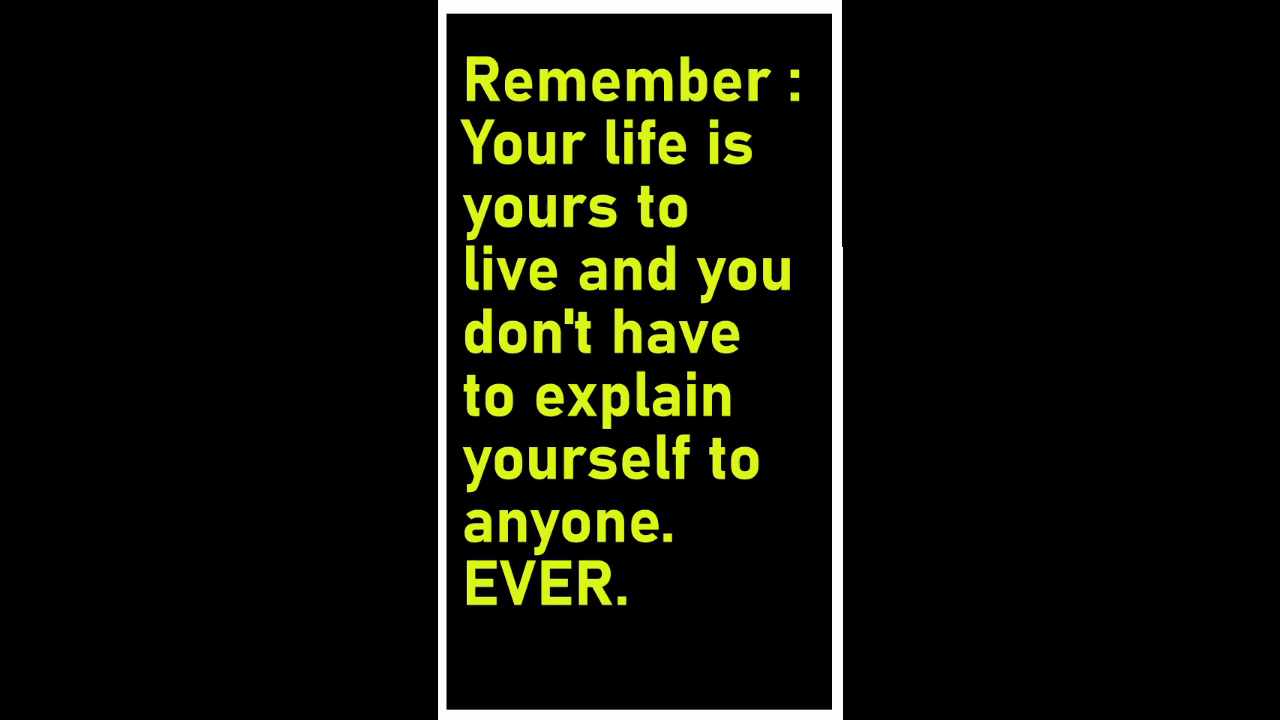 Remember :
Your life is
yours to
live and you
don't have
to explain
yourself to
anyone.
EVER.